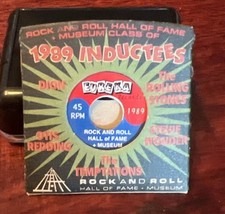 ROCK AND ROLL HALL OF FAME
+ MUSEUM CLASS OF
1989 INDUCTEES
DION
The
ROLLING
STONES
EUREKA
45
RPM
1989
ROCK AND ROLL
HALL OF FAME
+ MUSEUM
OTIS
REDDING
STEVIE
WONDER
The
TEMPTATIONS
ROCK AND ROLL
HALL OF FAME + MUSEUM